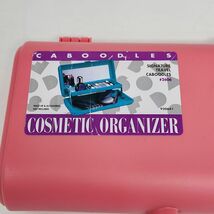 CABOODLES
SIGNATURE
TRAVEL
CABOODLES
#2606
COSMETIC ORGANIZER